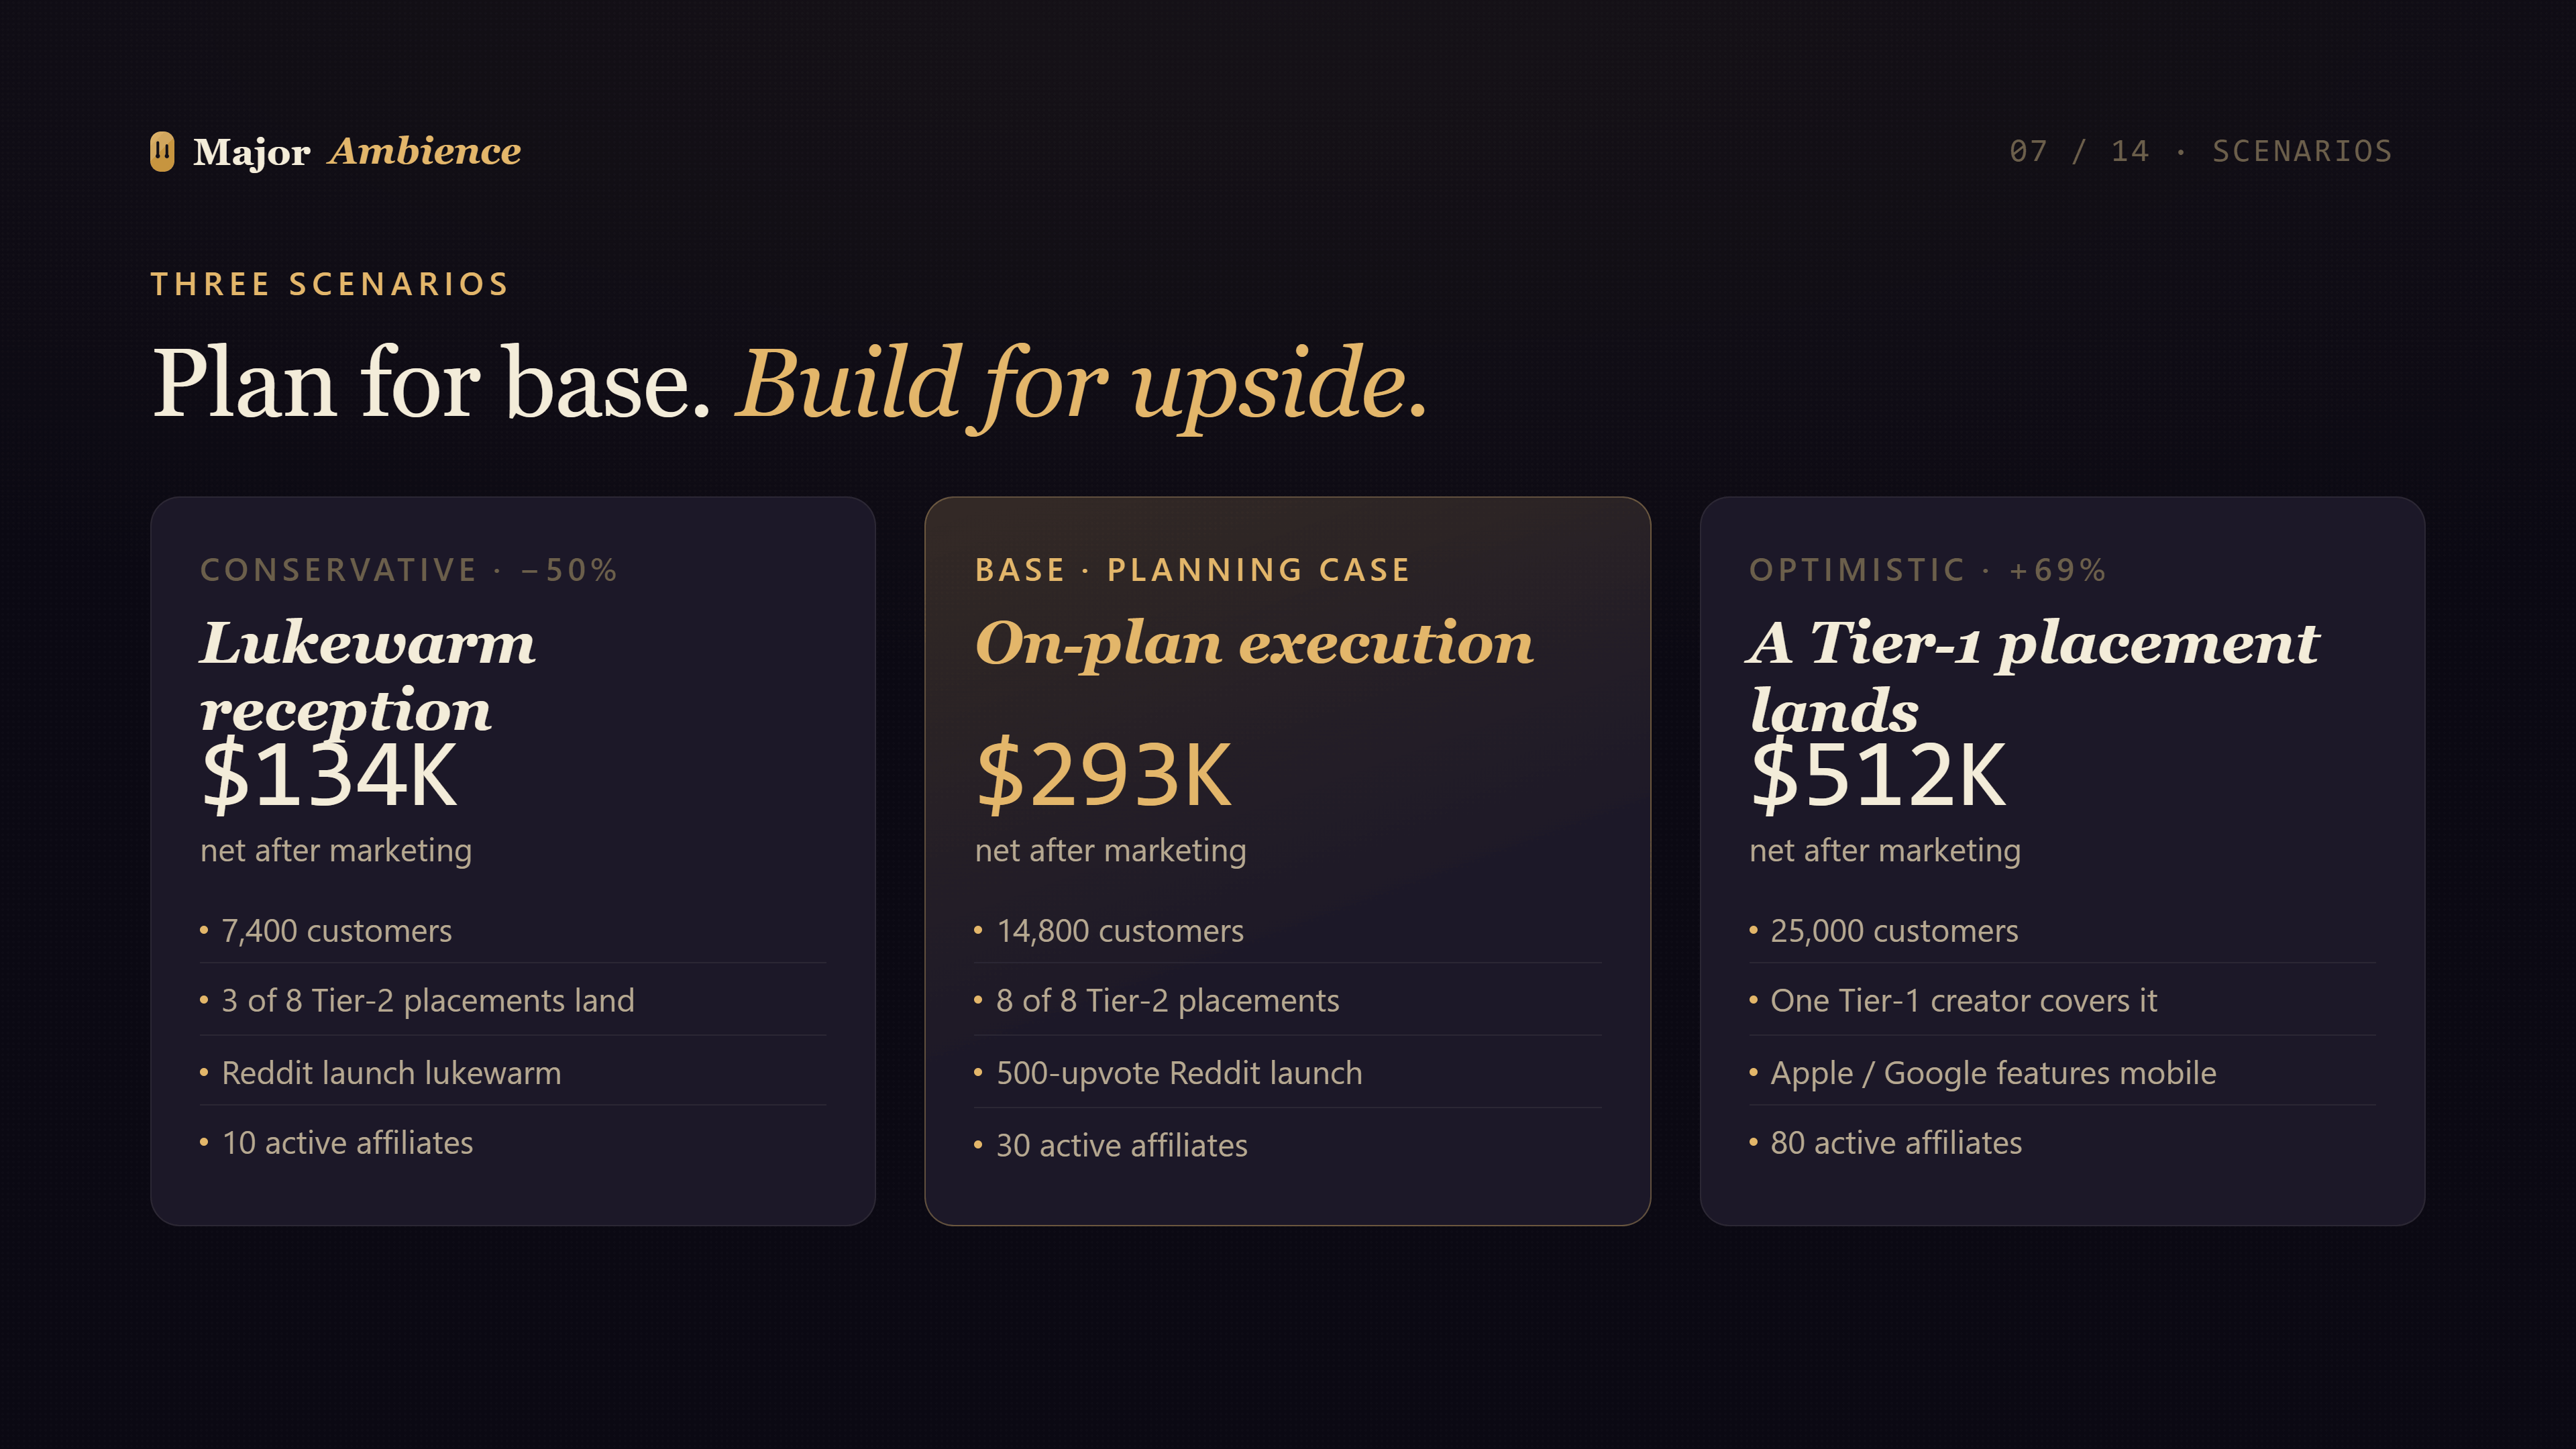 Major Ambience
07 / 14 · SCENARIOS
THREE SCENARIOS
Plan for base. Build for upside.
CONSERVATIVE · −50%
Lukewarm
reception
$134K
net after marketing
• 7,400 customers
• 3 of 8 Tier-2 placements land
• Reddit launch lukewarm
• 10 active affiliates
BASE · PLANNING CASE
On-plan execution
$293K
net after marketing
• 14,800 customers
• 8 of 8 Tier-2 placements
• 500-upvote Reddit launch
• 30 active affiliates
OPTIMISTIC · +69%
A Tier-1 placement
lands
$512K
net after marketing
• 25,000 customers
• One Tier-1 creator covers it
• Apple / Google features mobile
• 80 active affiliates